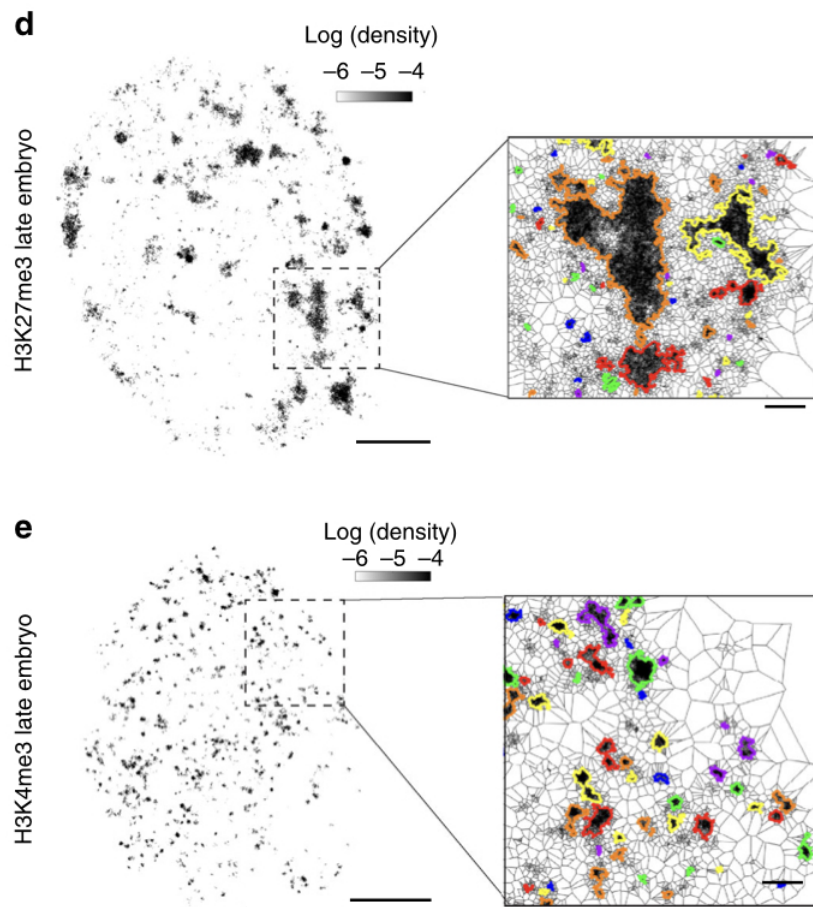 d
Log (density)
–6 –5 –4
H3K27me3 late embryo
e
Log (density)
–6 –5 –4
H3K4me3 late embryo